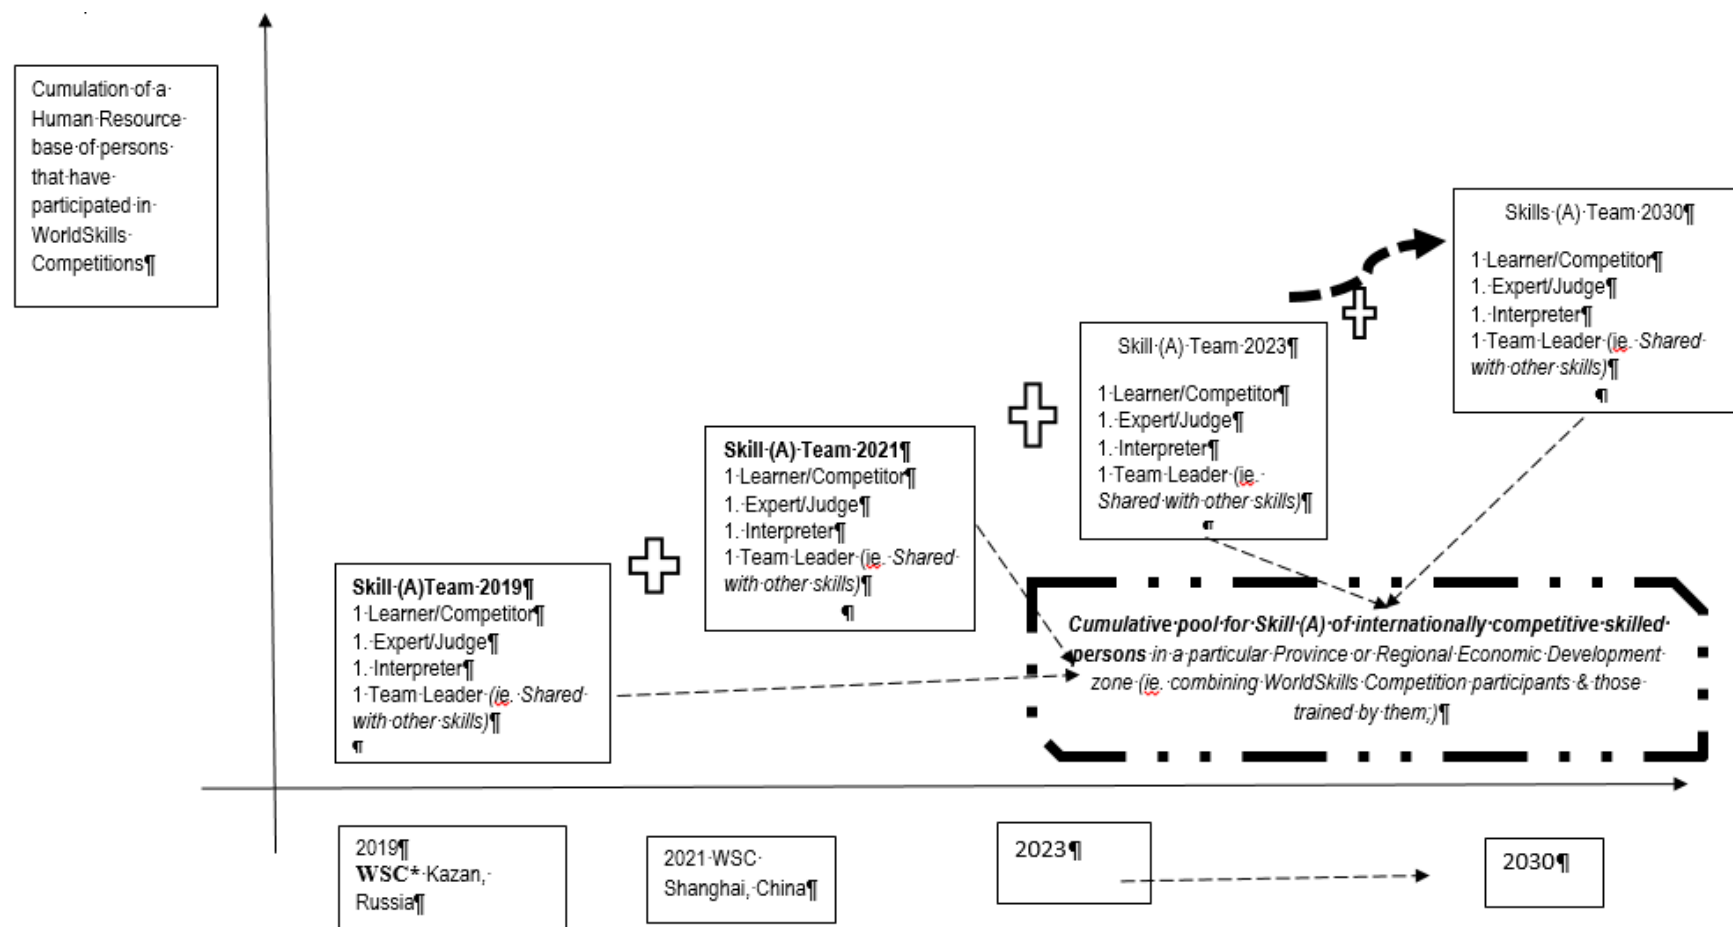 Cumulation of a
Human Resource
base of persons
that have
participated in
WorldSkills
Competitions¶
Skills (A) Team 2030¶
1 Learner/Competitor¶
1. Expert/Judge¶
1. Interpreter¶
1 Team Leader (ie. Shared
with other skills)¶
¶
Skill (A) Team 2023¶
1 Learner/Competitor¶
1. Expert/Judge¶
1. Interpreter¶
1 Team Leader (ie.
Shared with other skills)¶
¶
Skill (A) Team 2021¶
1 Learner/Competitor¶
1. Expert/Judge¶
1. Interpreter¶
1 Team Leader (ie. Shared
with other skills)¶
¶
Skill (A)Team 2019¶
1 Learner/Competitor¶
1. Expert/Judge¶
1. Interpreter¶
1 Team Leader (ie. Shared
with other skills)¶
¶
Cumulative pool for Skill (A) of internationally competitive skilled
persons in a particular Province or Regional Economic Development
zone (ie. combining WorldSkills Competition participants & those
trained by them;)¶
2019¶
WSC* Kazan,
Russia¶
2021 WSC
Shanghai, China¶
2023¶
2030¶